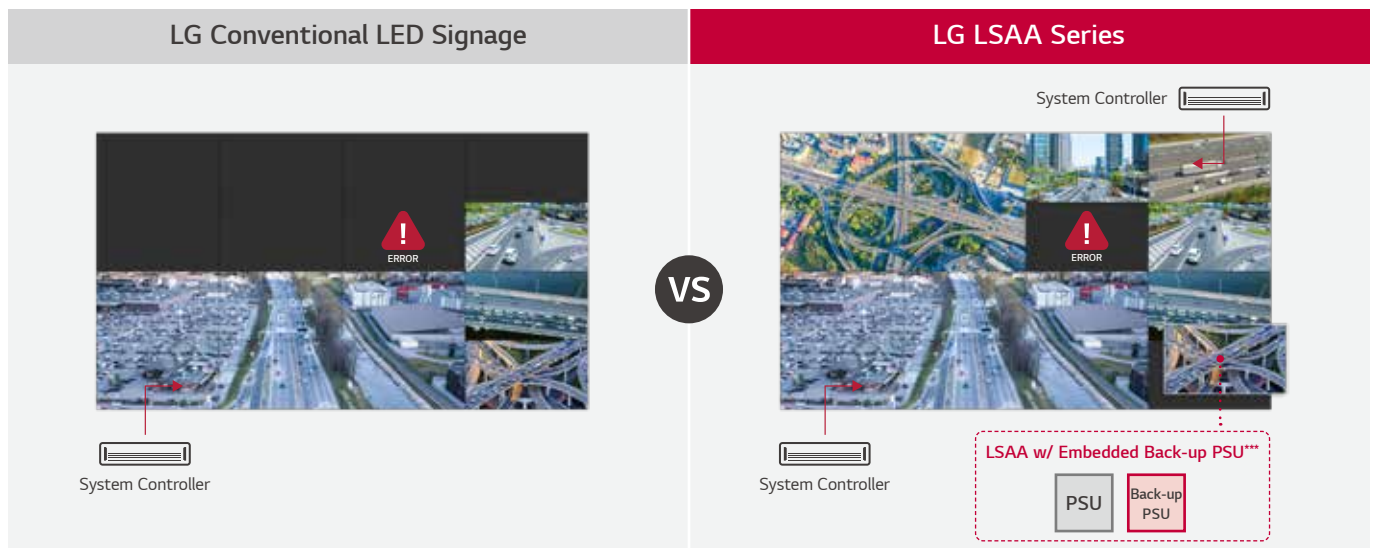 LG Conventional LED Signage
LG LSAA Series
System Controller
!
ERROR
!
ERROR
VS
System Controller
System Controller
LSAA w/ Embedded Back-up PSU***
PSU
Back-up
PSU